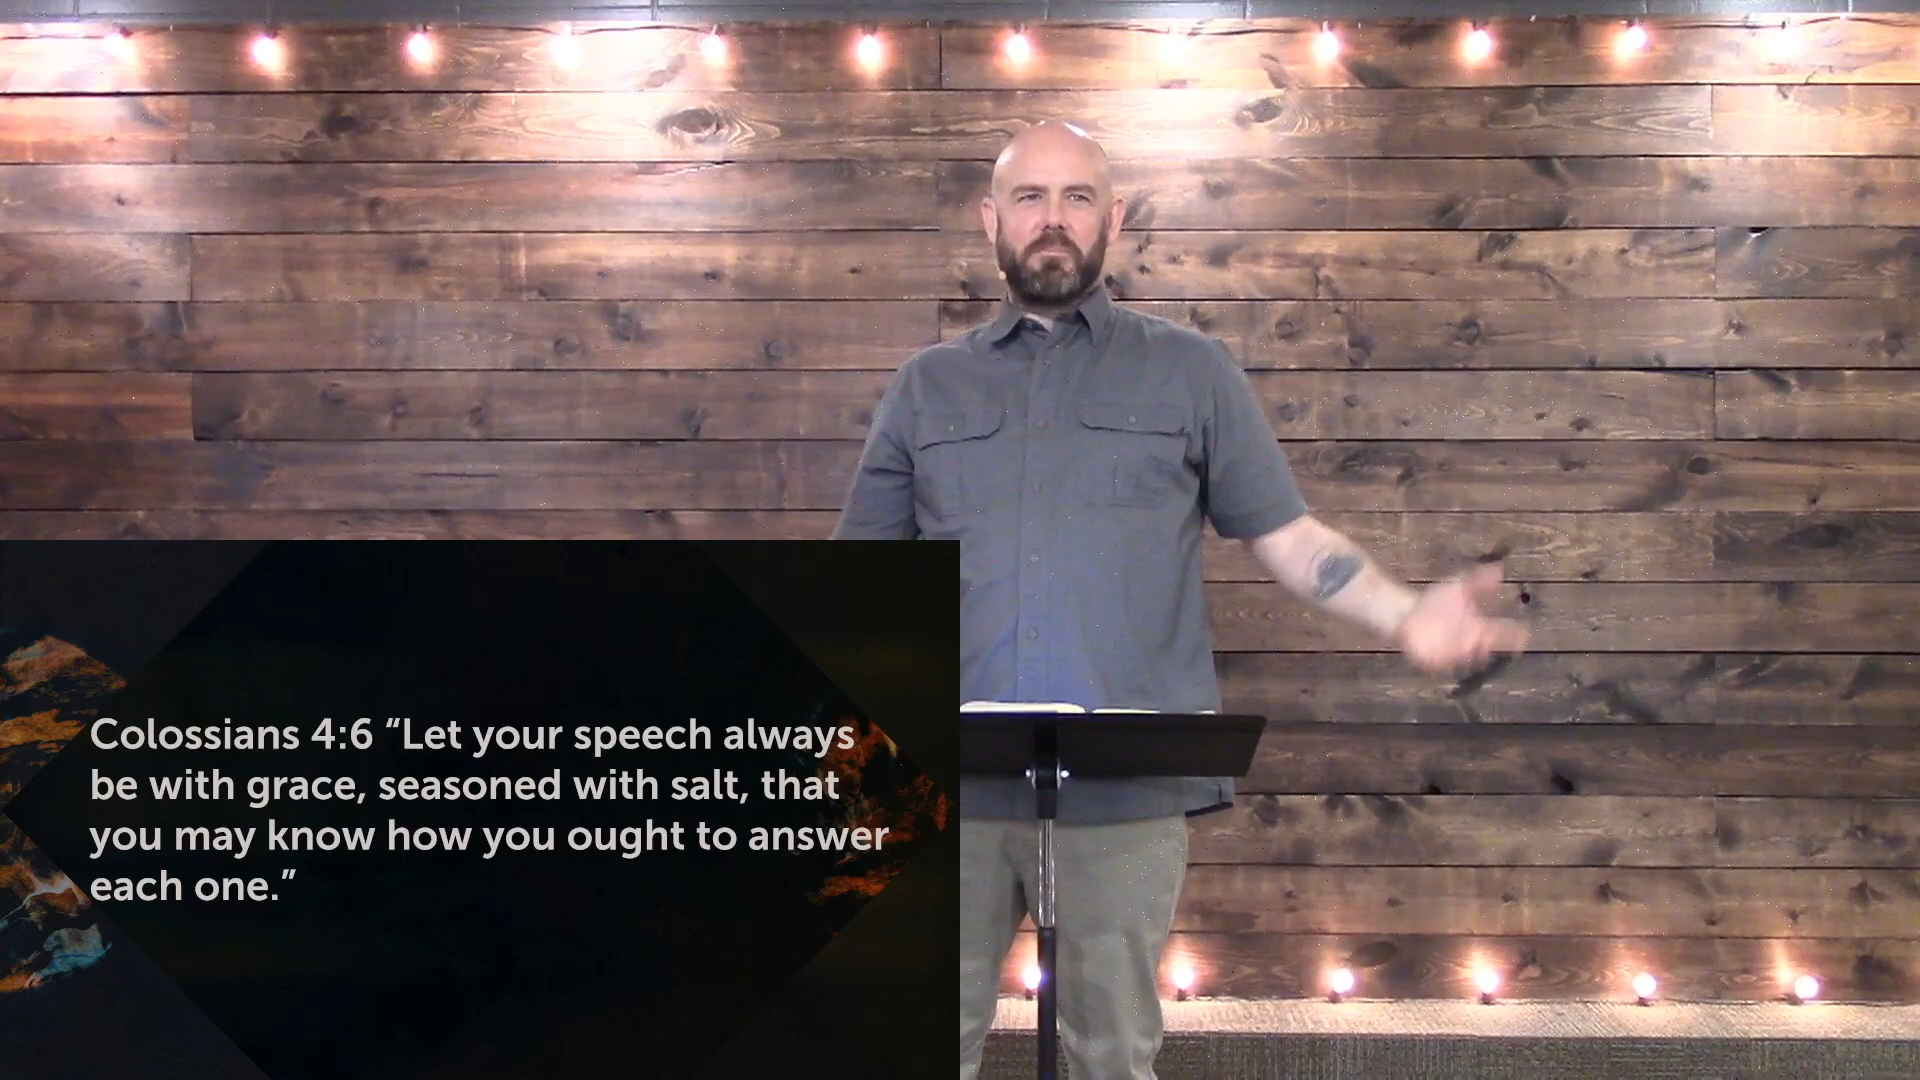 Colossians 4:6 “Let your speech always
be with grace, seasoned with salt, that
you may know how you ought to answer
each one.”